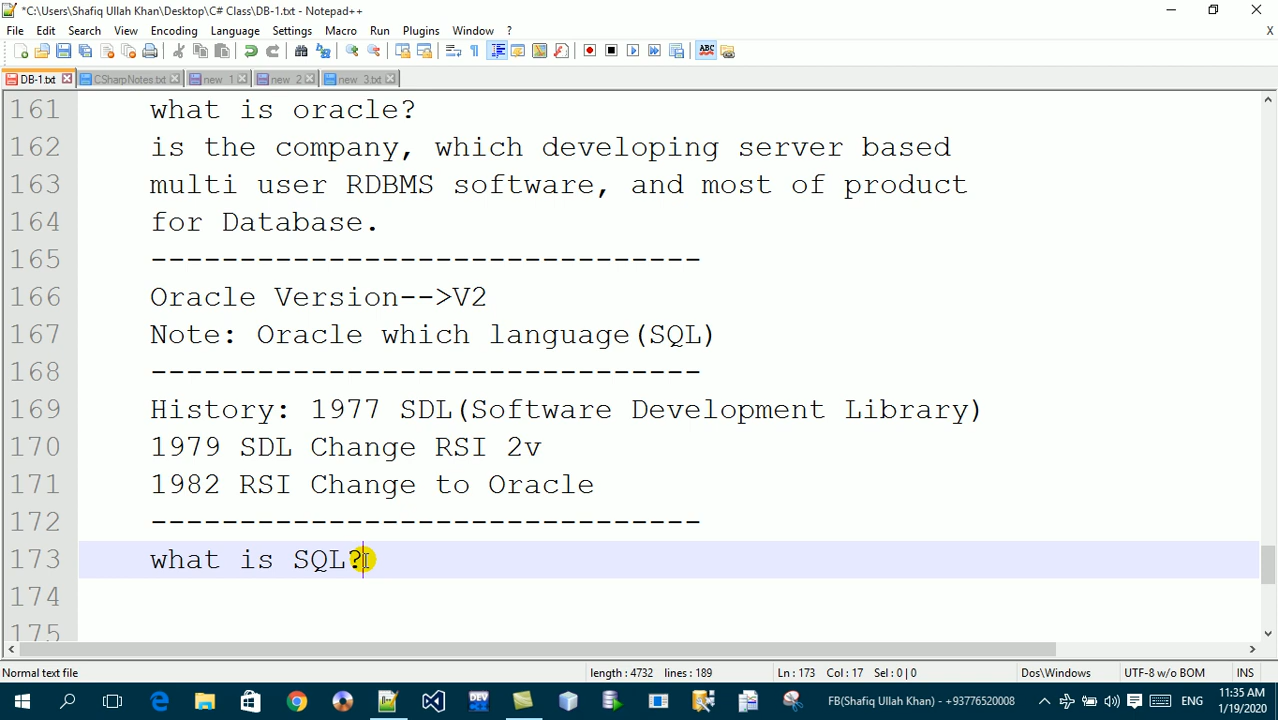 *C:\Users\Shafiq Ullah Khan\Desktop\C# Class\DB-1.txt - Notepad++
File Edit Search View Encoding Language Settings Macro Run Plugins Window ? X
ABC
DB-1.txt CSharpNotes.txt new 1 new 2 new 3.txt
161 what is oracle?
162 is the company, which developing server based
163 multi user RDBMS software, and most of product
164 for Database.
165 -------------------------------
166 Oracle Version-->V2
167 Note: Oracle which language(SQL)
168 -------------------------------
169 History: 1977 SDL(Software Development Library)
170 1979 SDL Change RSI 2v
171 1982 RSI Change to Oracle
172 -------------------------------
173 what is SQL?
174
175
Normal text file length : 4732 lines : 189 Ln : 173 Col : 17 Sel : 0 | 0 Dos\Windows UTF-8 w/o BOM INS
DEV FB(Shafiq Ullah Khan) - +93776520008 ENG 11:35 AM
1/19/2020